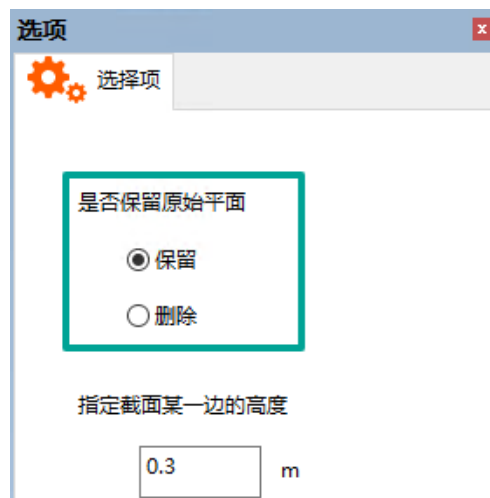 选项
x
选择项
是否保留原始平面
保留
删除
指定截面某一边的高度
0.3 m